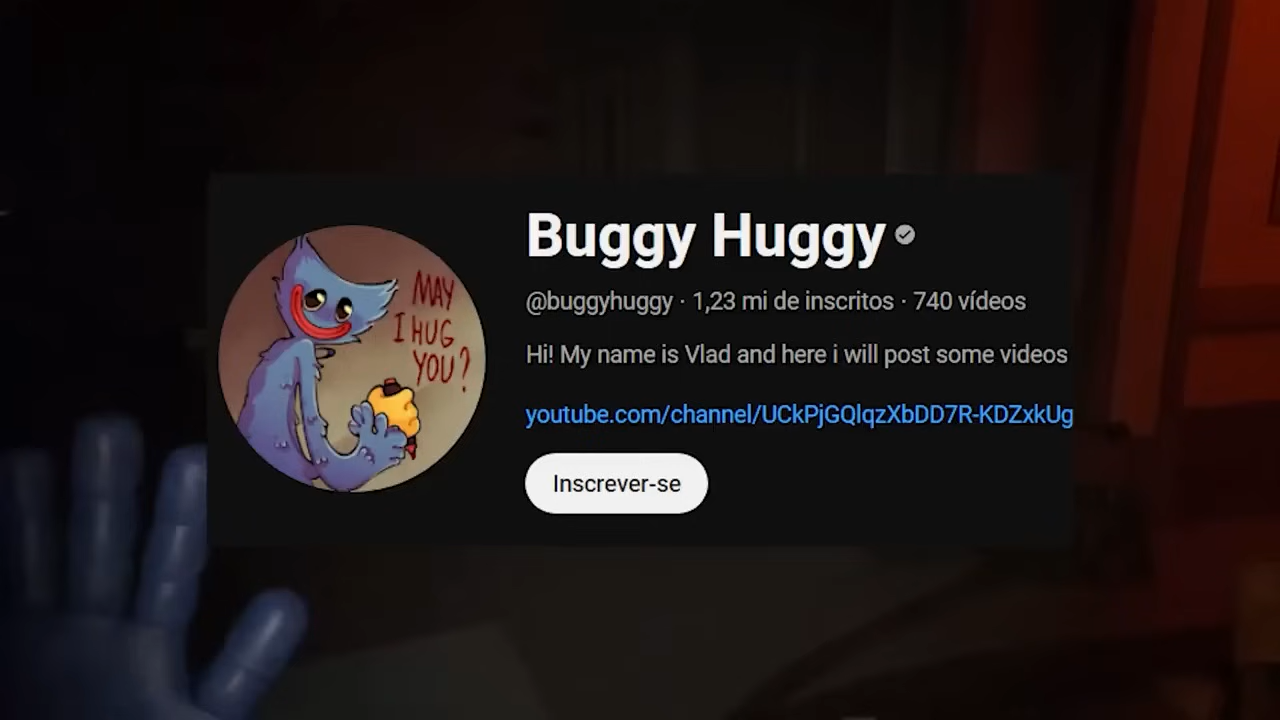 MAY
I HUG
YOU?
Buggy Huggy
@buggyhuggy · 1,23 mi de inscritos · 740 vídeos
Hi! My name is Vlad and here i will post some videos
youtube.com/channel/UCkPjGQlqzXbDD7R-KDZxkUg
Inscrever-se